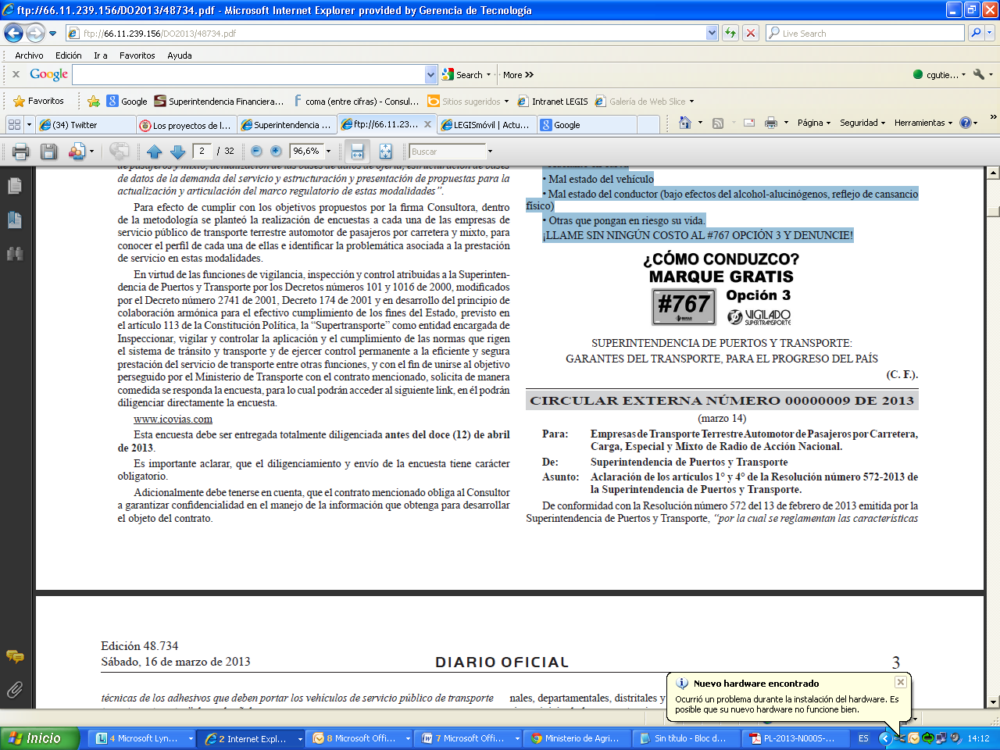 ftp://66.11.239.156/DO2013/48734.pdf - Microsoft Internet Explorer provided by Gerencia de Tecnología
ftp://66.11.239.156/DO2013/48734.pdf
Live Search
Archivo Edición Ir a Favoritos Ayuda
x Google Search More >> cgutie...
Favoritos Google Superintendencia Financiera... coma (entre cifras) - Consul... Sitios sugeridos Intranet LEGIS Galería de Web Slice
(34) Twitter Los proyectos de l... Superintendencia ... ftp://66.11.23... LEGISmóvil | Actu... Google Página Seguridad Herramientas
2 / 32 96,6% Buscar
de datos de la demanda del servicio y estructuración y presentación de propuestas para la
actualización y articulación del marco regulatorio de estas modalidades”.
Para efecto de cumplir con los objetivos propuestos por la firma Consultora, dentro
de la metodología se planteó la realización de encuestas a cada una de las empresas de
servicio público de transporte terrestre automotor de pasajeros por carretera y mixto, para
conocer el perfil de cada una de ellas e identificar la problemática asociada a la prestación
de servicio en estas modalidades.
En virtud de las funciones de vigilancia, inspección y control atribuidas a la Superinten-
dencia de Puertos y Transporte por los Decretos números 101 y 1016 de 2000, modificados
por el Decreto número 2741 de 2001, Decreto 174 de 2001 y en desarrollo del principio de
colaboración armónica para el efectivo cumplimiento de los fines del Estado, previsto en
el artículo 113 de la Constitución Política, la “Supertransporte” como entidad encargada de
Inspeccionar, vigilar y controlar la aplicación y el cumplimiento de las normas que rigen
el sistema de tránsito y transporte y de ejercer control permanente a la eficiente y segura
prestación del servicio de transporte entre otras funciones, y con el fin de unirse al objetivo
perseguido por el Ministerio de Transporte con el contrato mencionado, solicita de manera
comedida se responda la encuesta, para lo cual podrán acceder al siguiente link, en él podrán
diligenciar directamente la encuesta.
www.icovias.com
Esta encuesta debe ser entregada totalmente diligenciada antes del doce (12) de abril
de 2013.
Es importante aclarar, que el diligenciamiento y envío de la encuesta tiene carácter
obligatorio.
Adicionalmente debe tenerse en cuenta, que el contrato mencionado obliga al Consultor
a garantizar confidencialidad en el manejo de la información que obtenga para desarrollar
el objeto del contrato.
• Mal estado del vehículo
• Mal estado del conductor (bajo efectos del alcohol-alucinógenos, reflejo de cansancio
físico)
• Otras que pongan en riesgo su vida.
¡LLAME SIN NINGÚN COSTO AL #767 OPCIÓN 3 Y DENUNCIE!
¿CÓMO CONDUZCO?
MARQUE GRATIS
#767 Opción 3
VIGILADO
SUPERTRANSPORTE
SUPERINTENDENCIA DE PUERTOS Y TRANSPORTE:
GARANTES DEL TRANSPORTE, PARA EL PROGRESO DEL PAÍS
(C. F.).
CIRCULAR EXTERNA NÚMERO 00000009 DE 2013
(marzo 14)
Para: Empresas de Transporte Terrestre Automotor de Pasajeros por Carretera,
Carga, Especial y Mixto de Radio de Acción Nacional.
De: Superintendencia de Puertos y Transporte
Asunto: Aclaración de los artículos 1° y 4° de la Resolución número 572-2013 de
la Superintendencia de Puertos y Transporte.
De conformidad con la Resolución número 572 del 13 de febrero de 2013 emitida por la
Superintendencia de Puertos y Transporte, “por la cual se reglamentan las características
Edición 48.734
Sábado, 16 de marzo de 2013 DIARIO OFICIAL 3
técnicas de los adhesivos que deben portar los vehículos de servicio público de transporte
nales, departamentales, distritales y
Nuevo hardware encontrado
Ocurrió un problema durante la instalación del hardware. Es
posible que su nuevo hardware no funcione bien.
Inicio 4 Microsoft Lyn... 2 Internet Expl... 8 Microsoft Offi... 7 Microsoft Offi... Ministerio de Agri... Sin título - Bloc d... PL-2013-N000S-... ES 14:12